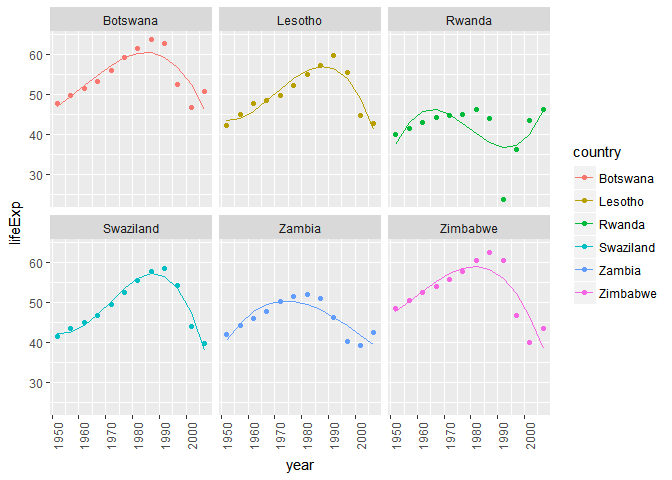 Botswana Lesotho Rwanda
60
50
40
30
country
Botswana
Lesotho
Rwanda
Swaziland
Zambia
Zimbabwe
lifeExp
Swaziland Zambia Zimbabwe
60
50
40
30
1950 1960 1970 1980 1990 2000 1950 1960 1970 1980 1990 2000 1950 1960 1970 1980 1990 2000
year